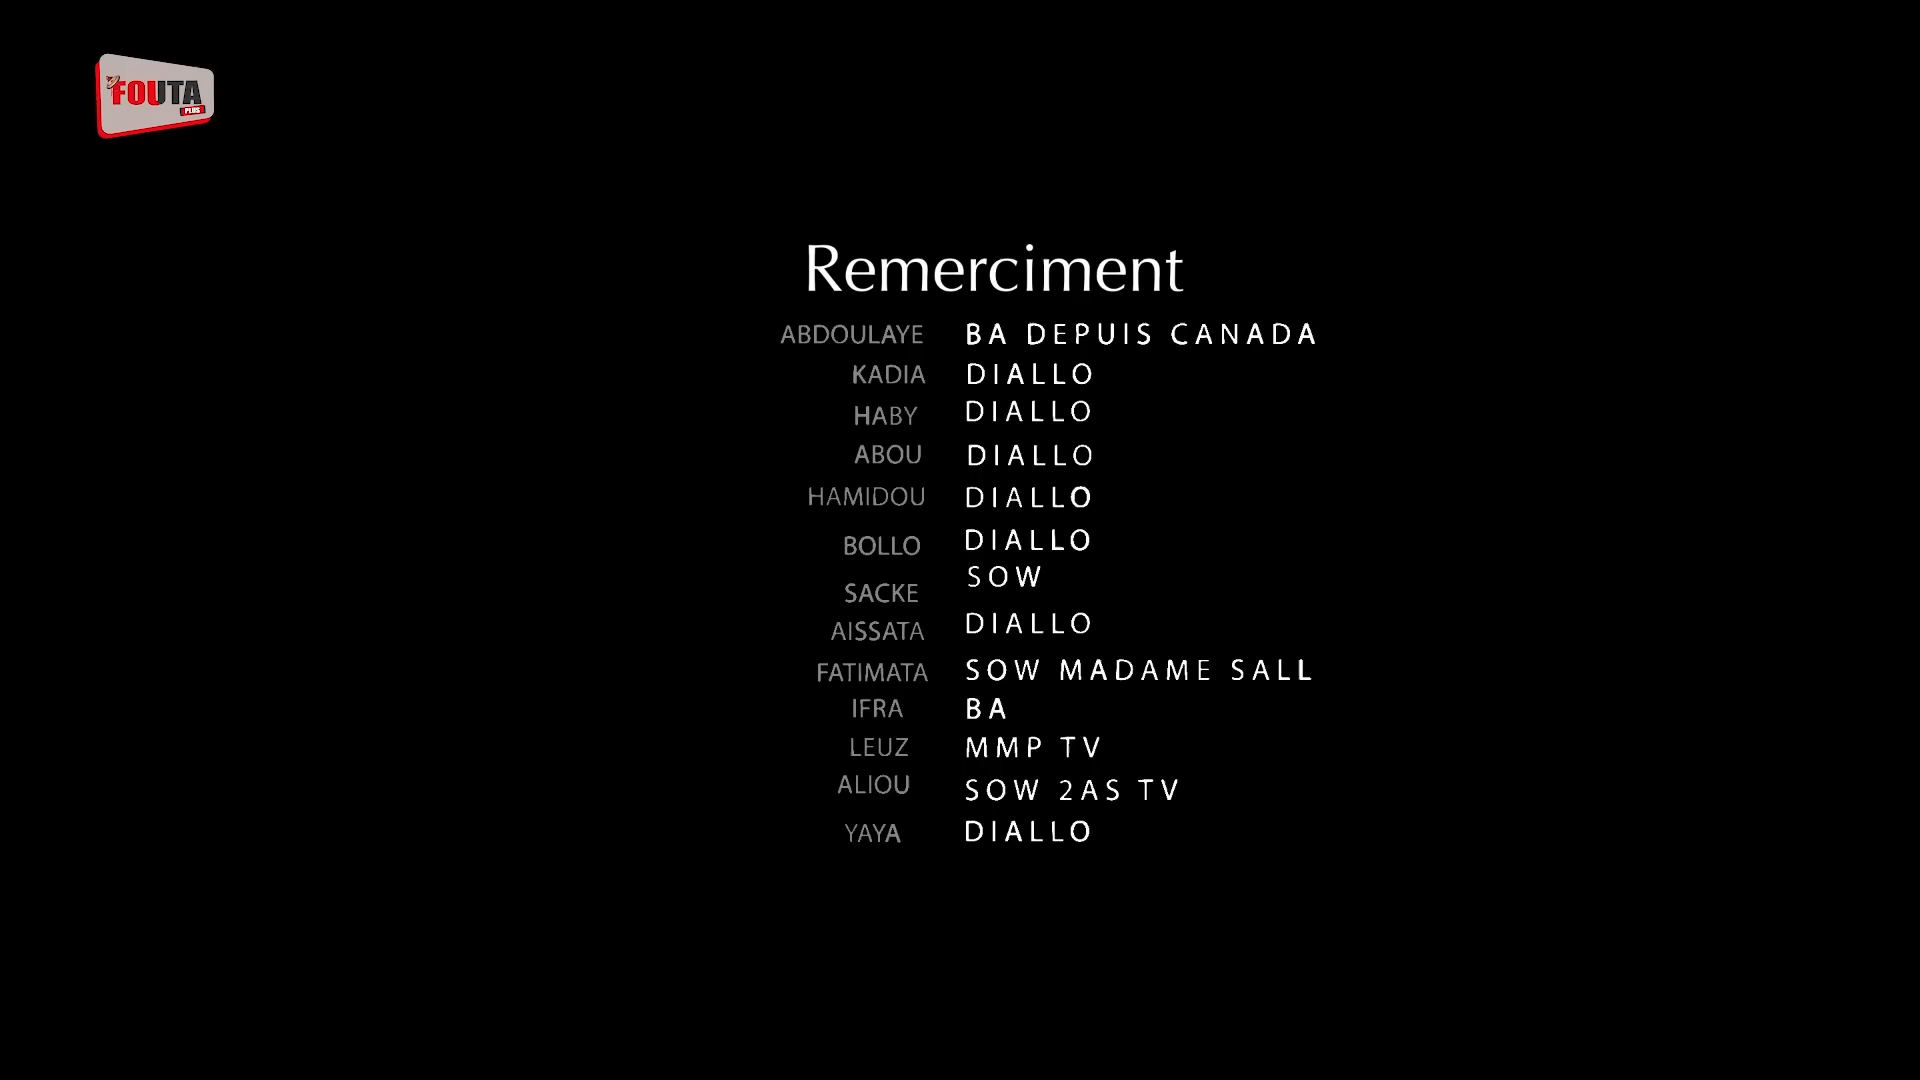 FOUTA
PLUS
Remerciment
ABDOULAYE BA DEPUIS CANADA
KADIA DIALLO
HABY DIALLO
ABOU DIALLO
HAMIDOU DIALLO
BOLLO DIALLO
SACKE SOW
AISSATA DIALLO
FATIMATA SOW MADAME SALL
IFRA BA
LEUZ MMP TV
ALIOU SOW 2AS TV
YAYA DIALLO